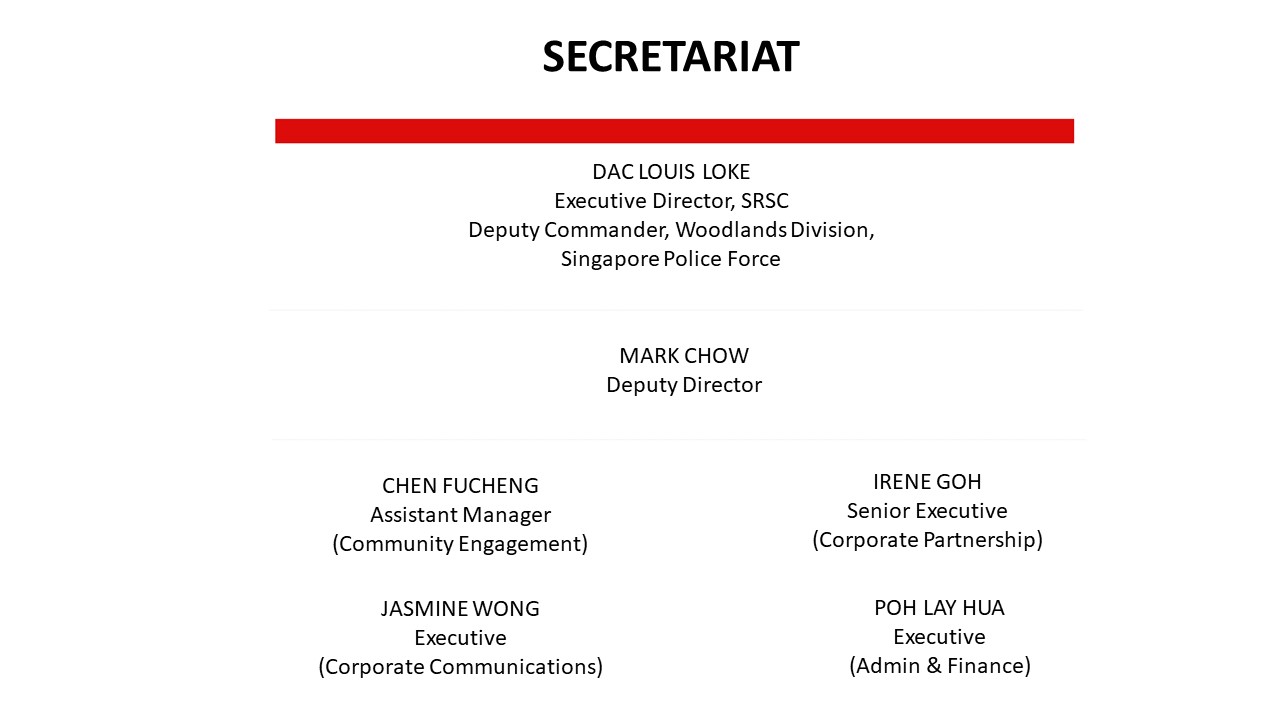 SECRETARIAT
DAC LOUIS LOKE
Executive Director, SRSC
Deputy Commander, Woodlands Division,
Singapore Police Force
MARK CHOW
Deputy Director
CHEN FUCHENG
Assistant Manager
(Community Engagement)
IRENE GOH
Senior Executive
(Corporate Partnership)
JASMINE WONG
Executive
(Corporate Communications)
POH LAY HUA
Executive
(Admin & Finance)